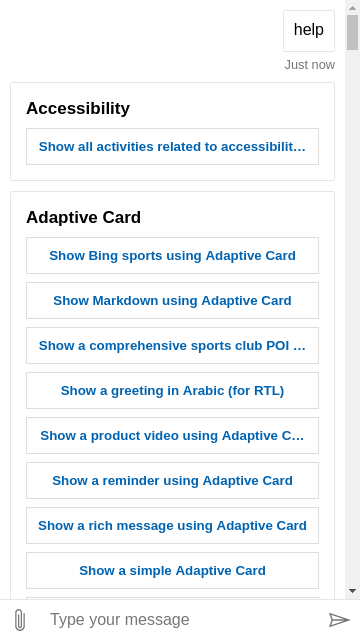 help
Just now
Accessibility
Show all activities related to accessibilit…
Adaptive Card
Show Bing sports using Adaptive Card
Show Markdown using Adaptive Card
Show a comprehensive sports club POI …
Show a greeting in Arabic (for RTL)
Show a product video using Adaptive C…
Show a reminder using Adaptive Card
Show a rich message using Adaptive Card
Show a simple Adaptive Card
Type your message